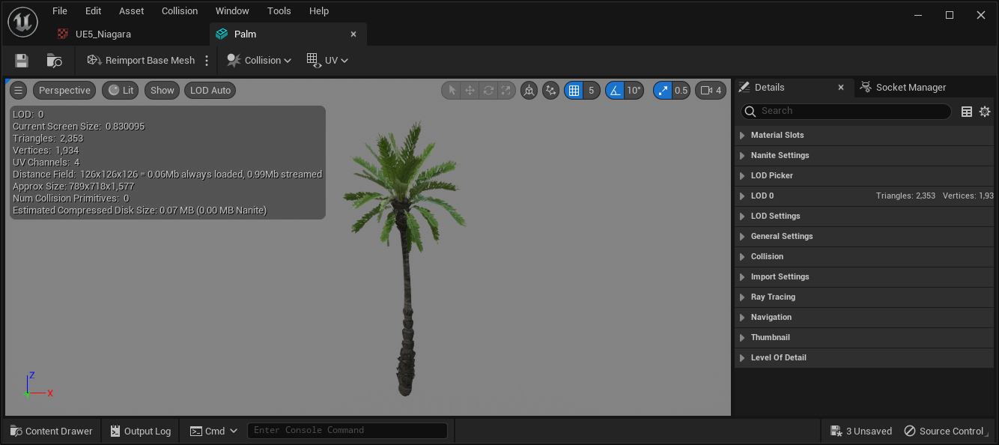 File Edit Asset Collision Window Tools Help
UE5_Niagara
Palm
Reimport Base Mesh
Collision
UV
Perspective
Lit
Show
LOD Auto
5
10°
0.5
4
LOD: 0
Current Screen Size: 0.830095
Triangles: 2,353
Vertices: 1,934
UV Channels: 4
Distance Field: 126x126x126 = 0.06Mb always loaded, 0.99Mb streamed
Approx Size: 789x718x1,577
Num Collision Primitives: 0
Estimated Compressed Disk Size: 0.07 MB (0.00 MB Nanite)
Z
X
Details
Socket Manager
Search
Material Slots
Nanite Settings
LOD Picker
LOD 0 Triangles: 2,353 Vertices: 1,93
LOD Settings
General Settings
Collision
Import Settings
Ray Tracing
Navigation
Thumbnail
Level Of Detail
Content Drawer
Output Log
Cmd
Enter Console Command
3 Unsaved
Source Control